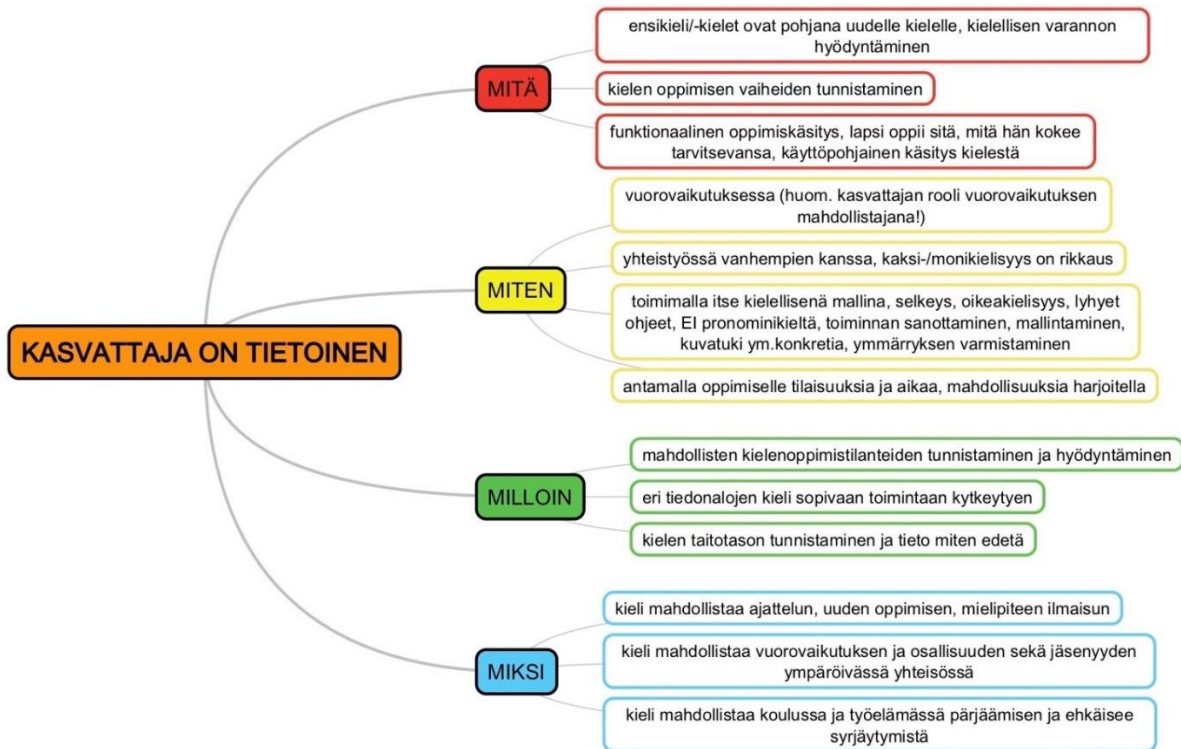 KASVATTAJA ON TIETOINEN
MITÄ
ensikieli/-kielet ovat pohjana uudelle kielelle, kielellisen varannon
hyödyntäminen
kielen oppimisen vaiheiden tunnistaminen
funktionaalinen oppimiskäsitys, lapsi oppii sitä, mitä hän kokee
tarvitsevansa, käyttöpohjainen käsitys kielestä
MITEN
vuorovaikutuksessa (huom. kasvattajan rooli vuorovaikutuksen
mahdollistajana!)
yhteistyössä vanhempien kanssa, kaksi-/monikielisyys on rikkaus
toimimalla itse kielellisenä mallina, selkeys, oikeakielisyys, lyhyet
ohjeet, EI pronominikieltä, toiminnan sanottaminen, mallintaminen,
kuvatuki ym.konkretia, ymmärryksen varmistaminen
antamalla oppimiselle tilaisuuksia ja aikaa, mahdollisuuksia harjoitella
MILLOIN
mahdollisten kielenoppimistilanteiden tunnistaminen ja hyödyntäminen
eri tiedonalojen kieli sopivaan toimintaan kytkeytyen
kielen taitotason tunnistaminen ja tieto miten edetä
MIKSI
kieli mahdollistaa ajattelun, uuden oppimisen, mielipiteen ilmaisun
kieli mahdollistaa vuorovaikutuksen ja osallisuuden sekä jäsenyyden
ympäröivässä yhteisössä
kieli mahdollistaa koulussa ja työelämässä pärjäämisen ja ehkäisee
syrjäytymistä